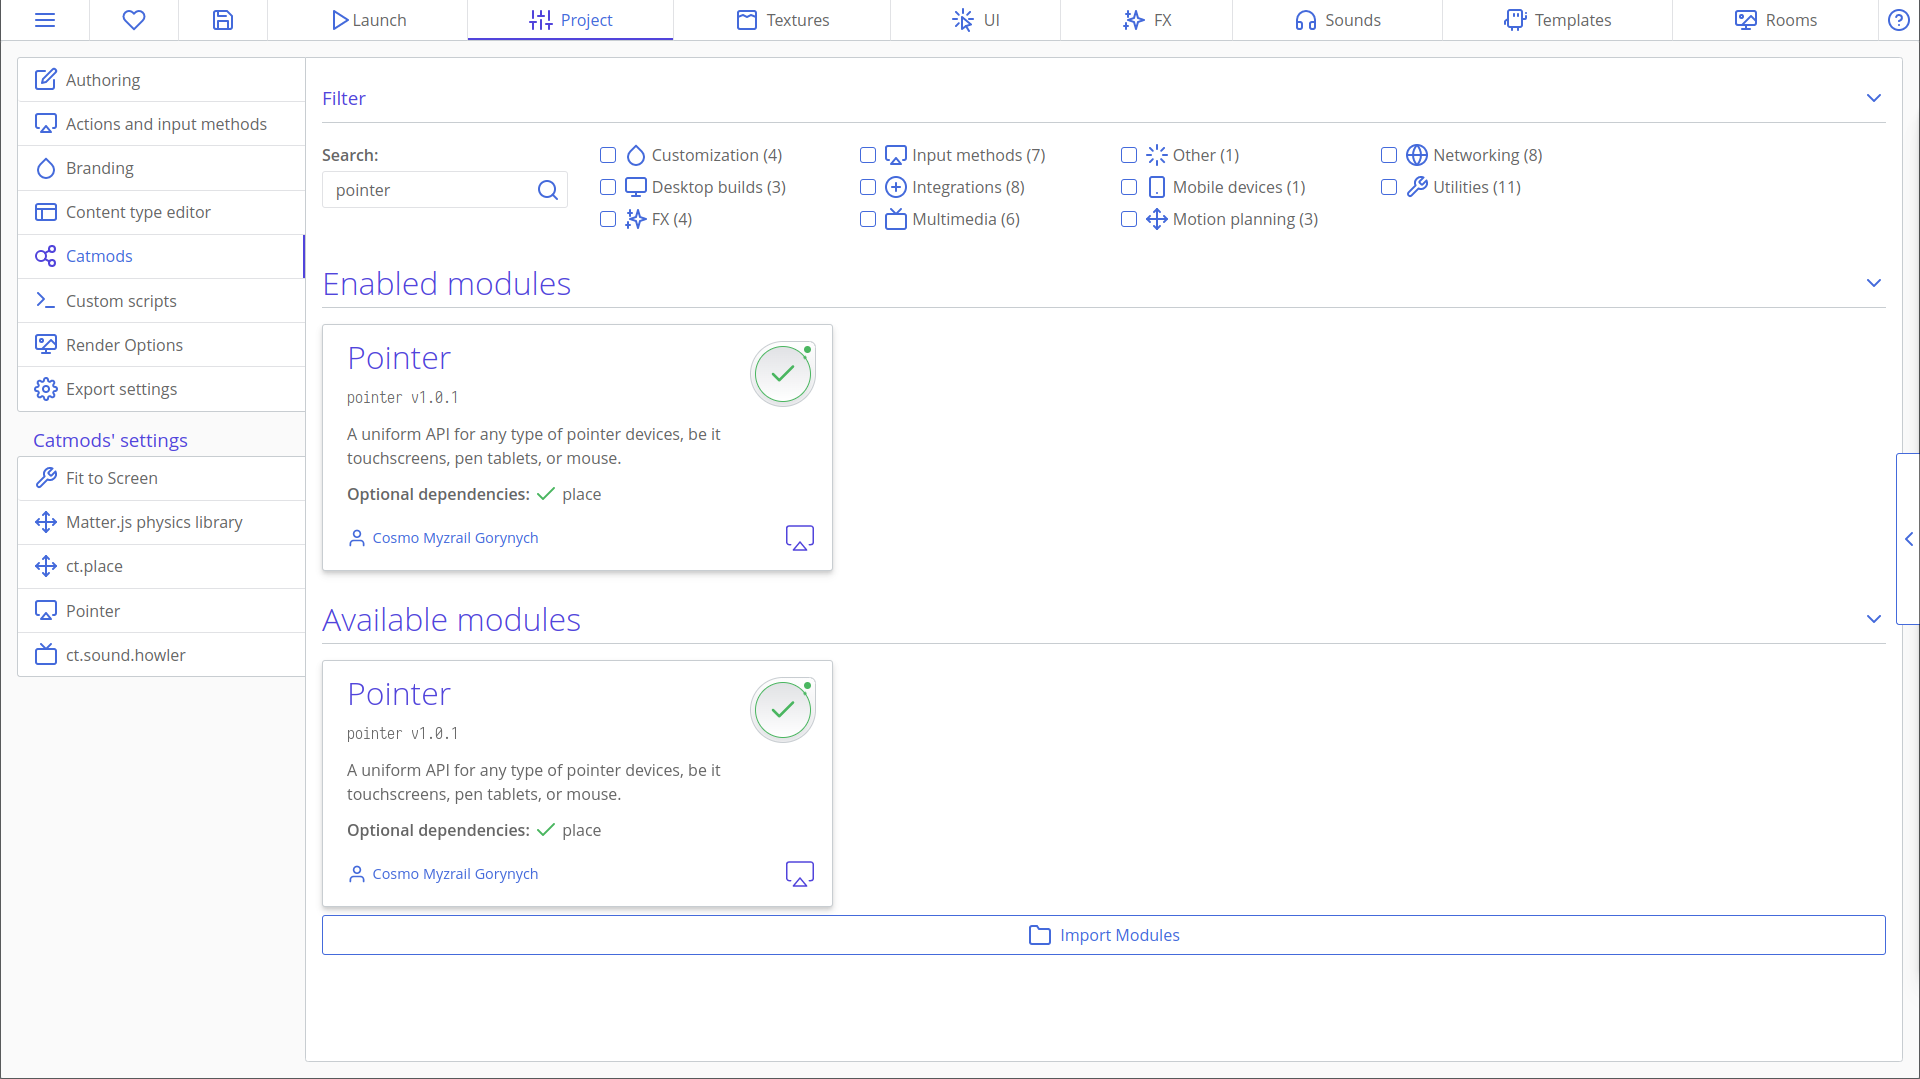 Launch
Project
Textures
UI
FX
Sounds
Templates
Rooms
Authoring
Actions and input methods
Branding
Content type editor
Catmods
Custom scripts
Render Options
Export settings
Catmods' settings
Fit to Screen
Matter.js physics library
ct.place
Pointer
ct.sound.howler
Filter
Search:
pointer
Customization (4)
Desktop builds (3)
FX (4)
Input methods (7)
Integrations (8)
Multimedia (6)
Other (1)
Mobile devices (1)
Motion planning (3)
Networking (8)
Utilities (11)
Enabled modules
Pointer
pointer v1.0.1
A uniform API for any type of pointer devices, be it
touchscreens, pen tablets, or mouse.
Optional dependencies: place
Cosmo Myzrail Gorynych
Available modules
Pointer
pointer v1.0.1
A uniform API for any type of pointer devices, be it
touchscreens, pen tablets, or mouse.
Optional dependencies: place
Cosmo Myzrail Gorynych
Import Modules